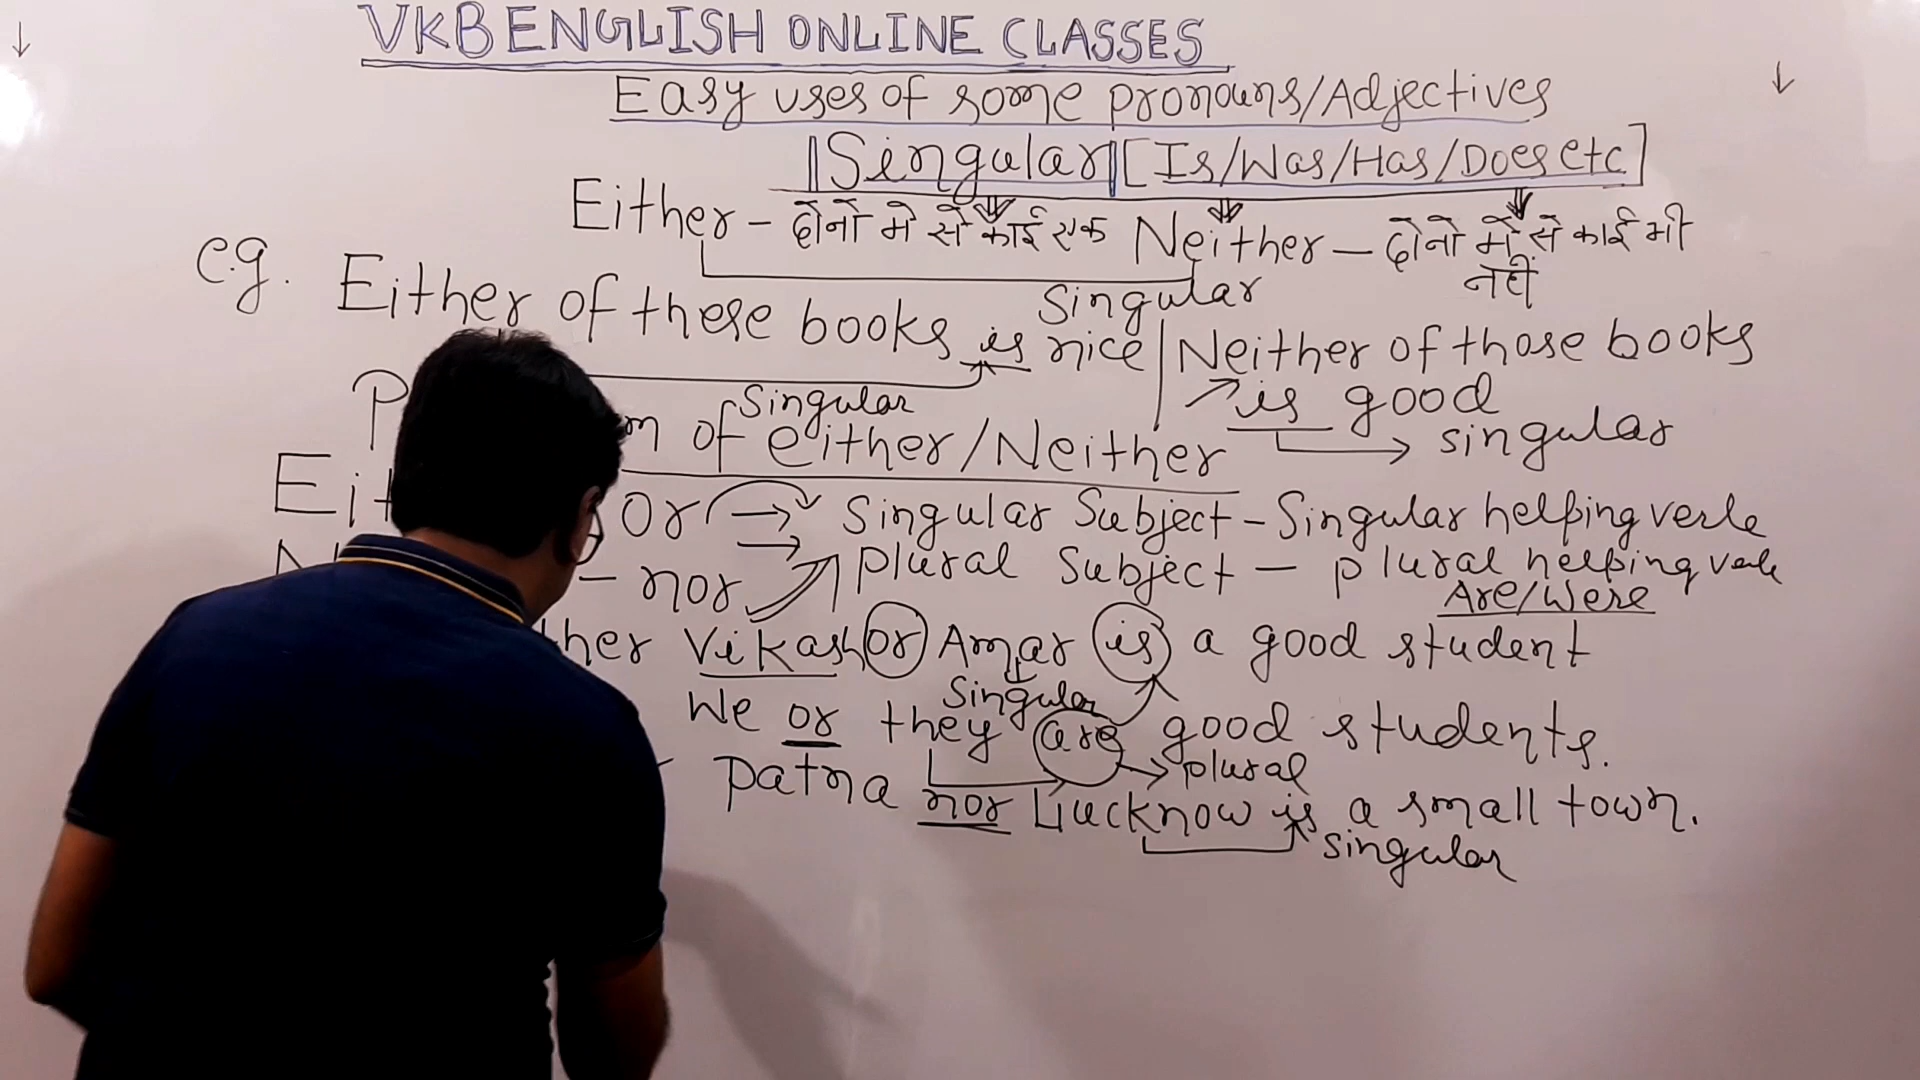 VKB ENGLISH ONLINE CLASSES
Easy uses of some pronouns/Adjectives
Singular [Is/Was/Has/Does etc]
Either - दोनों मे से काई एक Neither - दोनो में से काई भी नहीं
e.g. Either of these books is nice
Singular
Neither of those books
is good
singular
Singular
of either/Neither
Or → Singular Subject - Singular helping verb
- nor Plural Subject - plural helping verb
Are/Were
Vikash or Amar is a good student
Singular
We or they are good students.
plural
Patna nor Lucknow is a small town.
singular